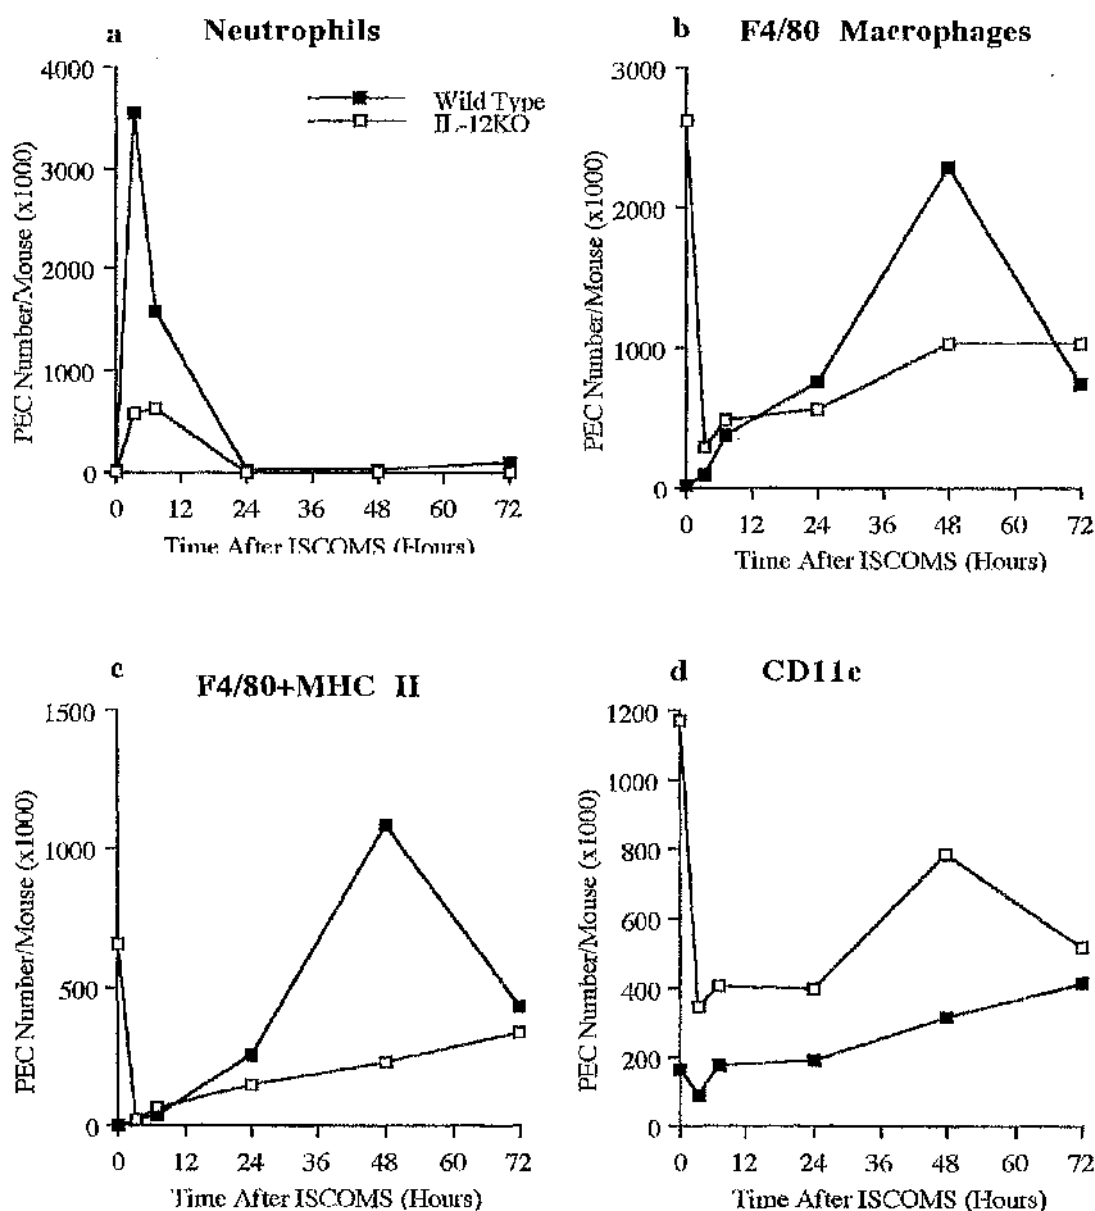 a Neutrophils
4000
3000
2000
1000
0
PEC Number/Mouse (x1000)
Wild Type
IL-12KO
0 12 24 36 48 60 72
Time After ISCOMS (Hours)
b F4/80 Macrophages
3000
2000
1000
0
PEC Number/Mouse (x1000)
0 12 24 36 48 60 72
Time After ISCOMS (Hours)
c F4/80+MHC II
1500
1000
500
0
PEC Number/Mouse (x1000)
0 12 24 36 48 60 72
Time After ISCOMS (Hours)
d CD11c
1200
1000
800
600
400
200
0
PEC Number/Mouse (x1000)
0 12 24 36 48 60 72
Time After ISCOMS (Hours)